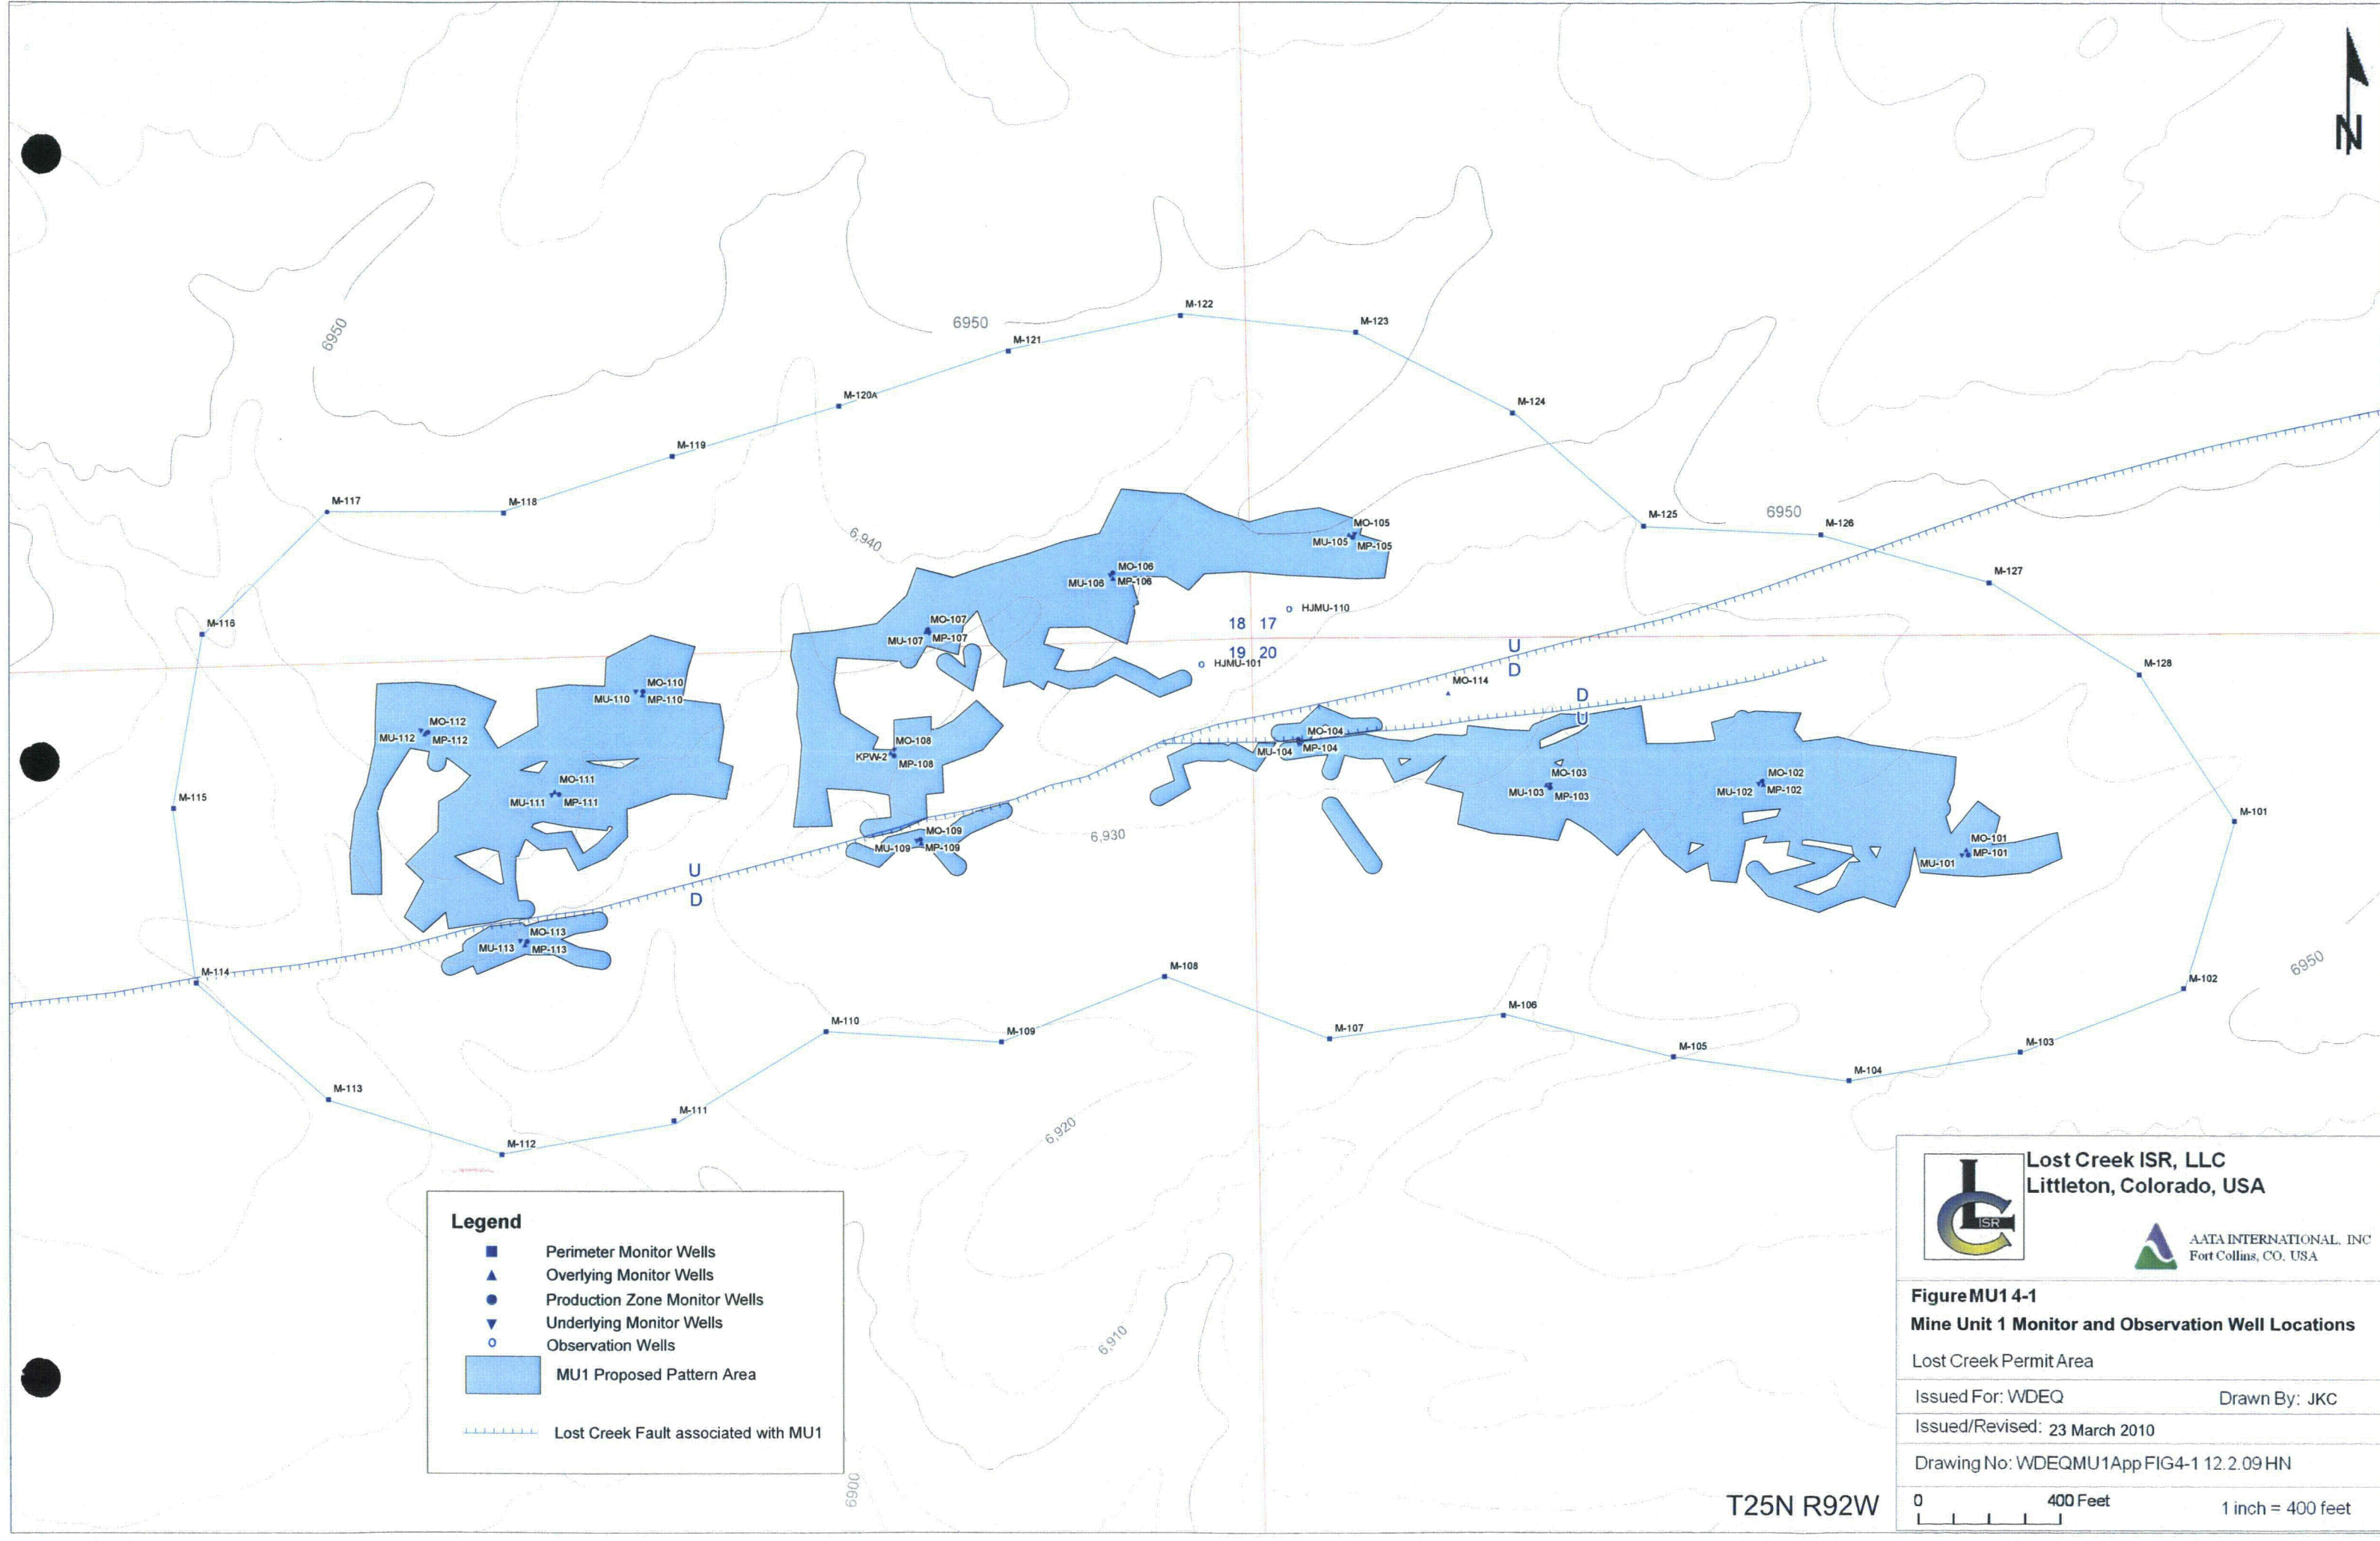 N
M-122
M-123
6950
6950
M-121
M-120A
M-124
M-119
M-117
M-118
M-125
6950
M-126
MO-105
MU-105
MP-105
6,940
MO-106
MU-106
MP-106
M-127
HJMU-110
M-116
MO-107
MU-107
MP-107
18 17
19 20
HJMU-101
U
D
M-128
MO-114
MO-110
MU-110
MP-110
D
U
MO-112
MU-112
MP-112
MO-108
KPW-2
MP-108
MO-104
MU-104
MP-104
MO-111
MU-111
MP-111
MO-103
MU-103
MP-103
MO-102
MU-102
MP-102
M-115
M-101
6,930
MO-109
MU-109
MP-109
MO-101
MU-101
MP-101
U
D
MO-113
MU-113
MP-113
M-114
M-108
6950
M-102
M-106
M-110
M-109
M-107
M-105
M-103
M-104
M-113
M-111
M-112
6,920
6,910
6900
Legend
Perimeter Monitor Wells
Overlying Monitor Wells
Production Zone Monitor Wells
Underlying Monitor Wells
Observation Wells
MU1 Proposed Pattern Area
Lost Creek Fault associated with MU1
LC ISR
Lost Creek ISR, LLC
Littleton, Colorado, USA
AATA INTERNATIONAL, INC
Fort Collins, CO. USA
Figure MU1 4-1
Mine Unit 1 Monitor and Observation Well Locations
Lost Creek Permit Area
Issued For: WDEQ Drawn By: JKC
Issued/Revised: 23 March 2010
Drawing No: WDEQMU1App FIG4-1 12.2.09 HN
0 400 Feet 1 inch = 400 feet
T25N R92W